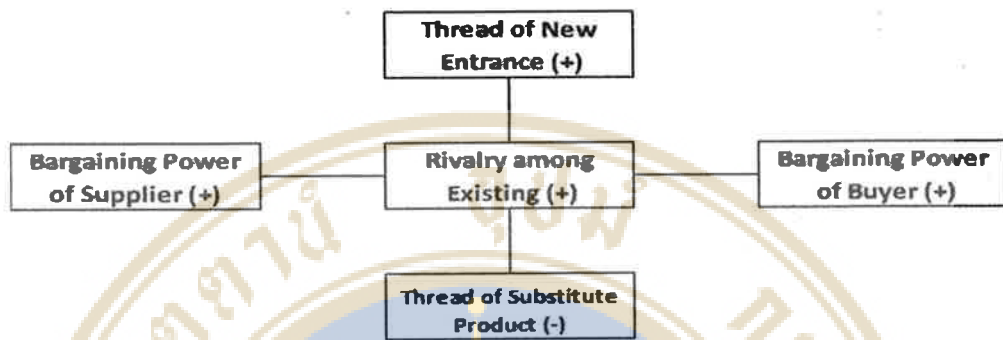 Thread of New
Entrance (+)
Bargaining Power
of Supplier (+)
Rivalry among
Existing (+)
Bargaining Power
of Buyer (+)
Thread of Substitute
Product (-)